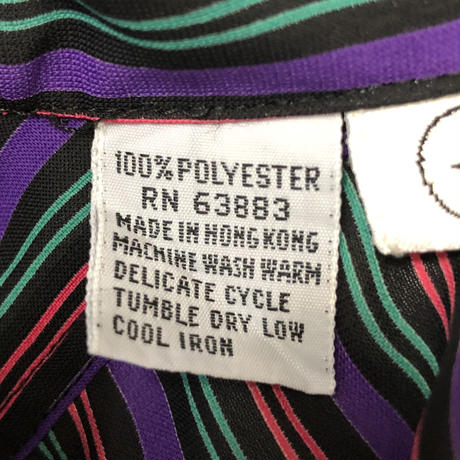 100% POLYESTER
RN 63883
MADE IN HONG KONG
MACHINE WASH WARM
DELICATE CYCLE
TUMBLE DRY LOW
COOL IRON